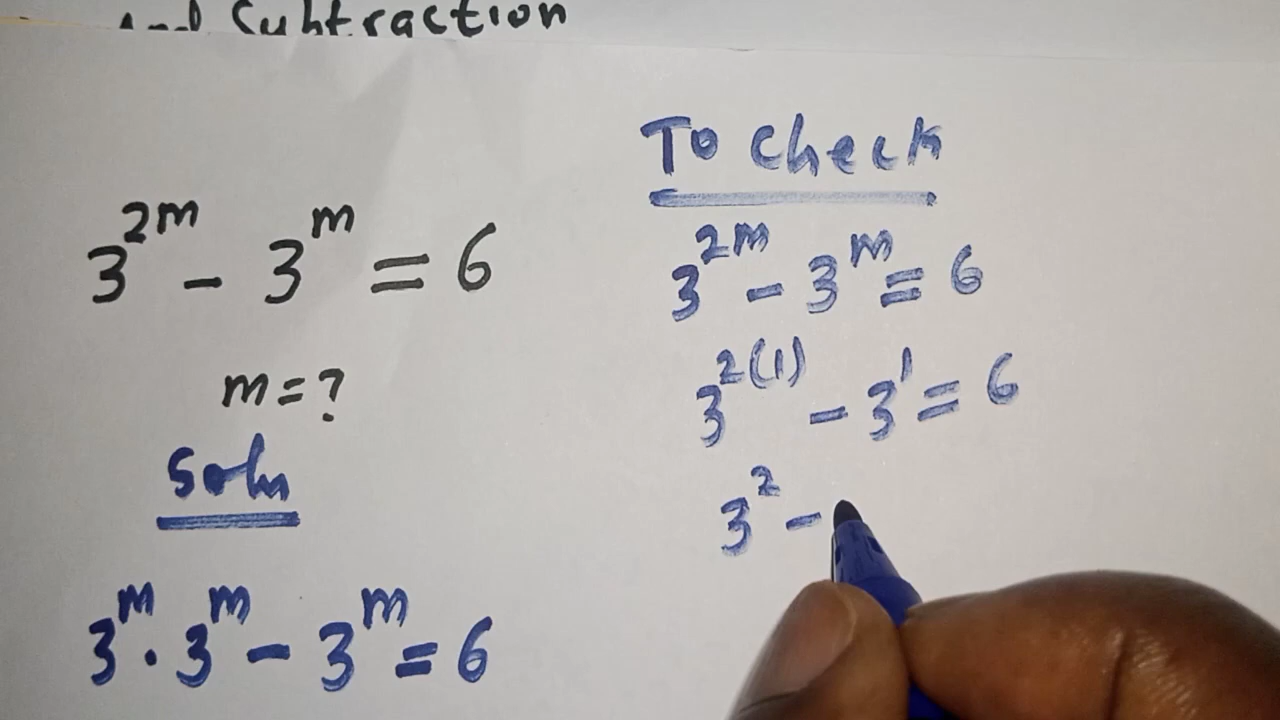 And Subtraction
3^{2m} - 3^m = 6
m = ?
Soln
3^m · 3^m - 3^m = 6
To Check
3^{2m} - 3^m = 6
3^{2(1)} - 3^1 = 6
3^2 -